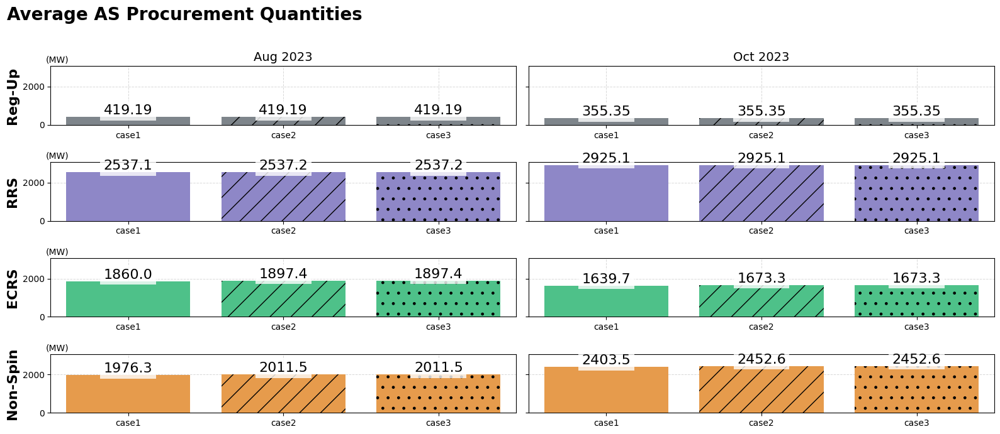 Average AS Procurement Quantities
Aug 2023
Oct 2023
(MW)
Reg-Up
2000
0
419.19
419.19
419.19
355.35
355.35
355.35
case1
case2
case3
case1
case2
case3
(MW)
RRS
2000
0
2537.1
2537.2
2537.2
2925.1
2925.1
2925.1
case1
case2
case3
case1
case2
case3
(MW)
ECRS
2000
0
1860.0
1897.4
1897.4
1639.7
1673.3
1673.3
case1
case2
case3
case1
case2
case3
(MW)
Non-Spin
2000
0
1976.3
2011.5
2011.5
2403.5
2452.6
2452.6
case1
case2
case3
case1
case2
case3